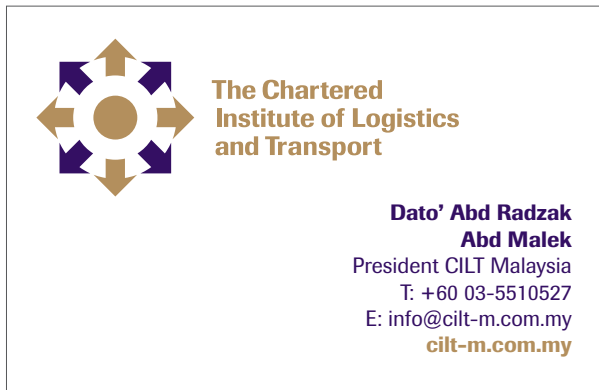 The Chartered
Institute of Logistics
and Transport
Dato’ Abd Radzak
Abd Malek
President CILT Malaysia
T: +60 03-5510527
E: info@cilt-m.com.my
cilt-m.com.my